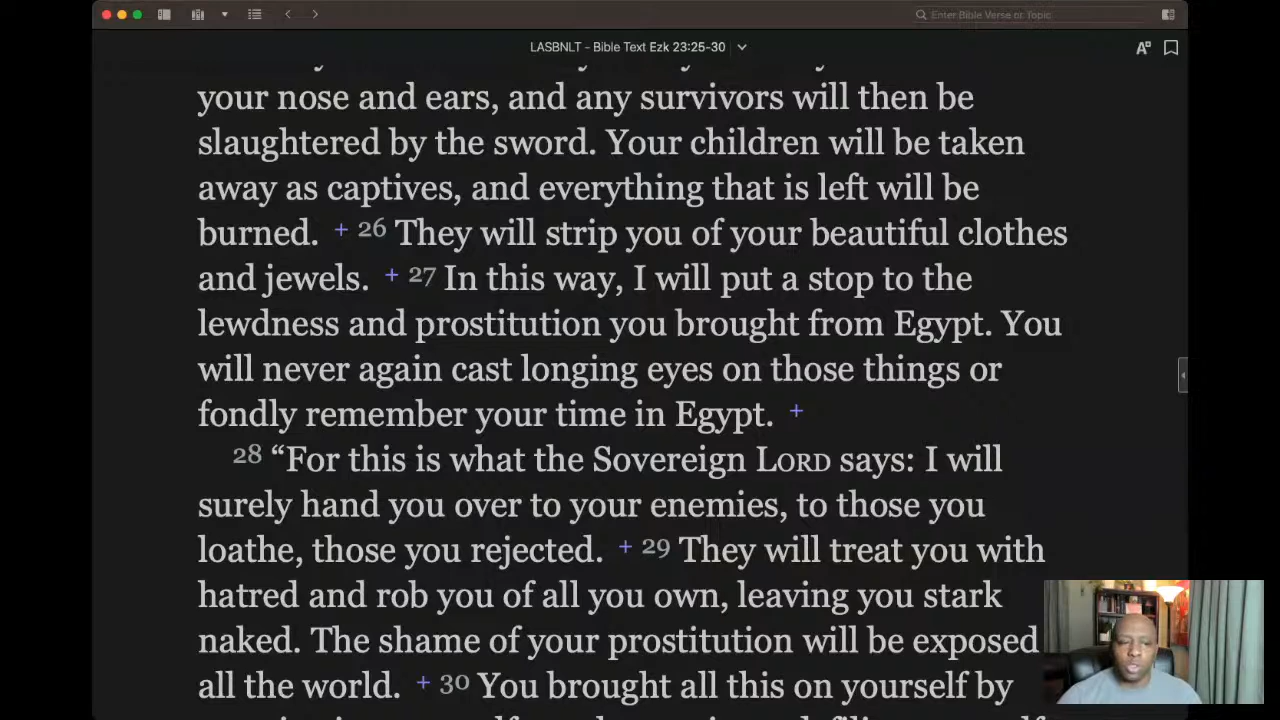 Enter Bible Verse or Topic
LASBNLT - Bible Text Ezk 23:25-30
your nose and ears, and any survivors will then be
slaughtered by the sword. Your children will be taken
away as captives, and everything that is left will be
burned. + 26 They will strip you of your beautiful clothes
and jewels. + 27 In this way, I will put a stop to the
lewdness and prostitution you brought from Egypt. You
will never again cast longing eyes on those things or
fondly remember your time in Egypt. +
28 “For this is what the Sovereign LORD says: I will
surely hand you over to your enemies, to those you
loathe, those you rejected. + 29 They will treat you with
hatred and rob you of all you own, leaving you stark
naked. The shame of your prostitution will be exposed
all the world. + 30 You brought all this on yourself by